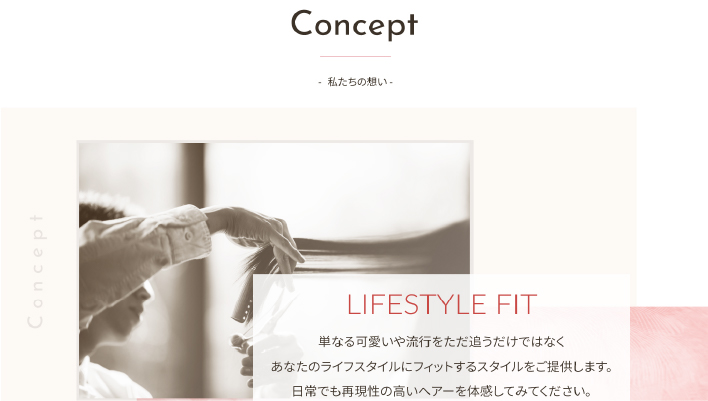 Concept
- 私たちの想い -
Concept
LIFESTYLE FIT
単なる可愛いや流行をただ追うだけではなく
あなたのライフスタイルにフィットするスタイルをご提供します。
日常でも再現性の高いヘアーを体感してみてください。